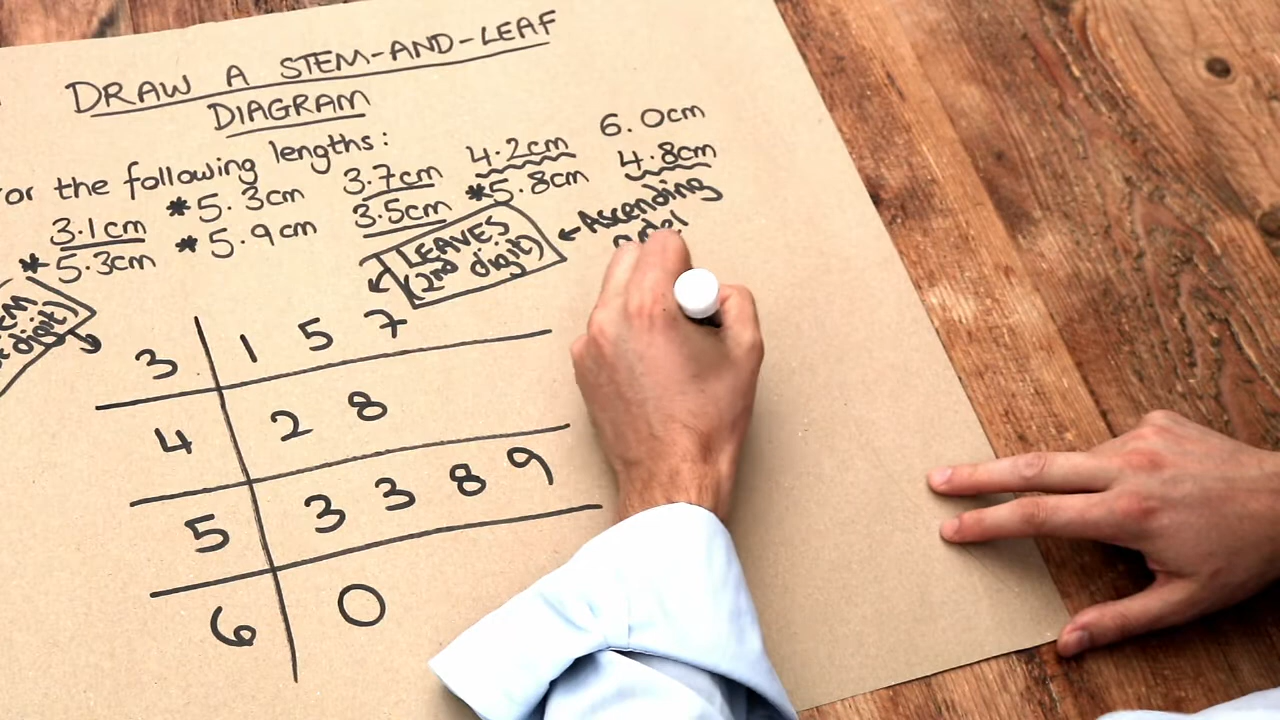 DRAW A STEM-AND-LEAF
DIAGRAM
the following lengths:
3.1cm *5.3cm 3.7cm 4.2cm 6.0cm
*5.3cm *5.9cm 3.5cm *5.8cm 4.8cm
LEAVES
(2nd digit)
←Ascending
digit)
3 | 1 5 7
4 | 2 8
5 | 3 3 8 9
6 | 0